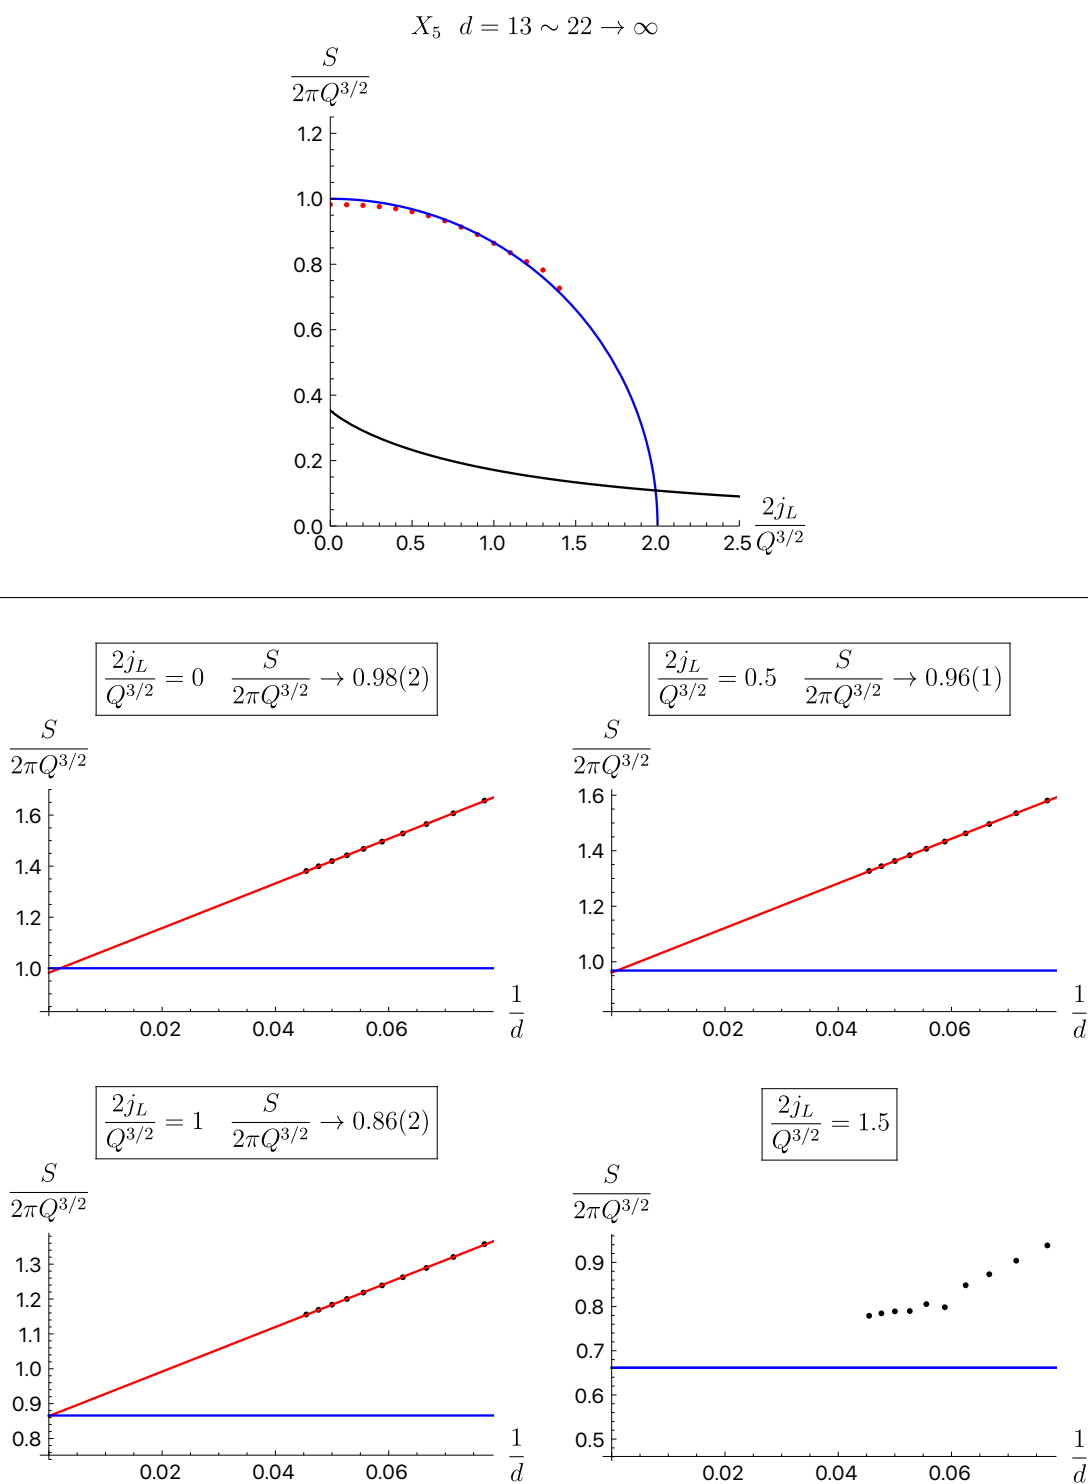 X₅ d = 13 ∼ 22 → ∞
S
2πQ^{3/2}
1.2
1.0
0.8
0.6
0.4
0.2
0.0
0.0 0.5 1.0 1.5 2.0 2.5
2j_L
Q^{3/2}
2j_L/Q^{3/2} = 0 S/2πQ^{3/2} → 0.98(2)
S
2πQ^{3/2}
1.6
1.4
1.2
1.0
0.02 0.04 0.06
1
d
2j_L/Q^{3/2} = 0.5 S/2πQ^{3/2} → 0.96(1)
S
2πQ^{3/2}
1.6
1.4
1.2
1.0
0.02 0.04 0.06
1
d
2j_L/Q^{3/2} = 1 S/2πQ^{3/2} → 0.86(2)
S
2πQ^{3/2}
1.3
1.2
1.1
1.0
0.9
0.8
0.02 0.04 0.06
1
d
2j_L/Q^{3/2} = 1.5
S
2πQ^{3/2}
0.9
0.8
0.7
0.6
0.5
0.02 0.04 0.06
1
d